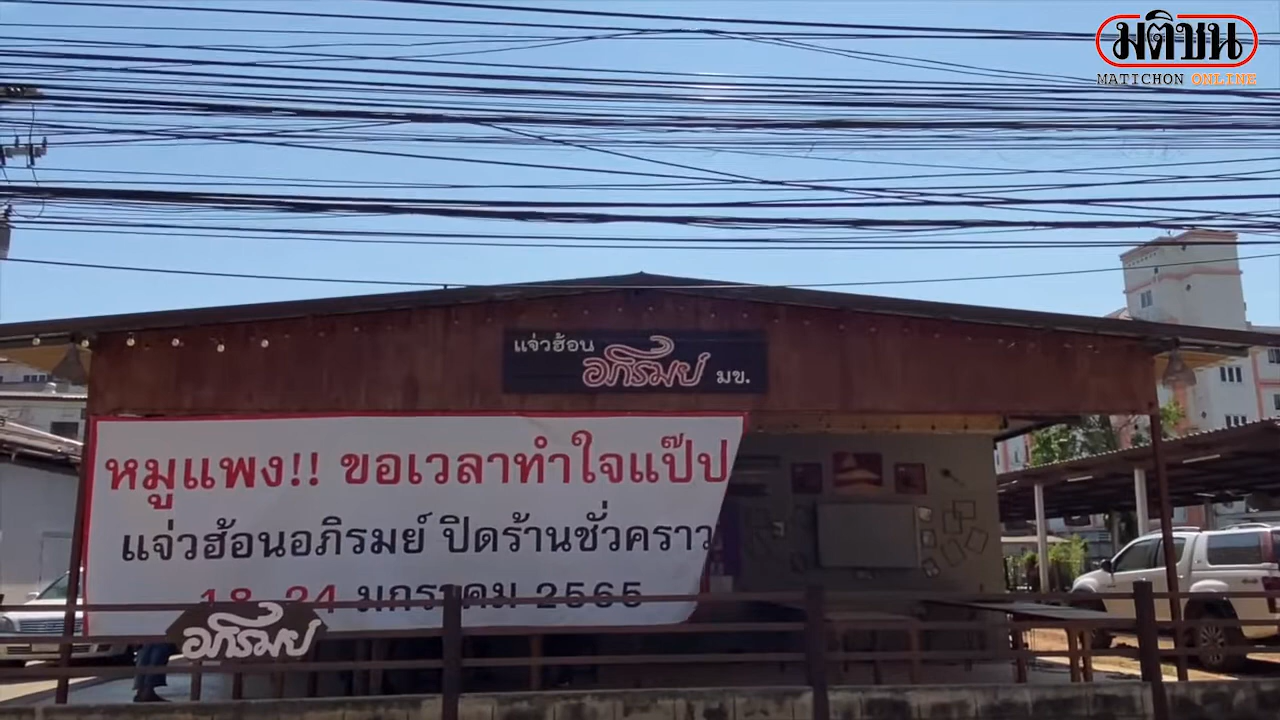 มติชน
MATICHON ONLINE
แจ่วฮ้อน
อภิรมย์ มข.
หมูแพง!! ขอเวลาทำใจแป๊ป
แจ่วฮ้อนอภิรมย์ ปิดร้านชั่วคราว
18-24 มกราคม 2565
อภิรมย์